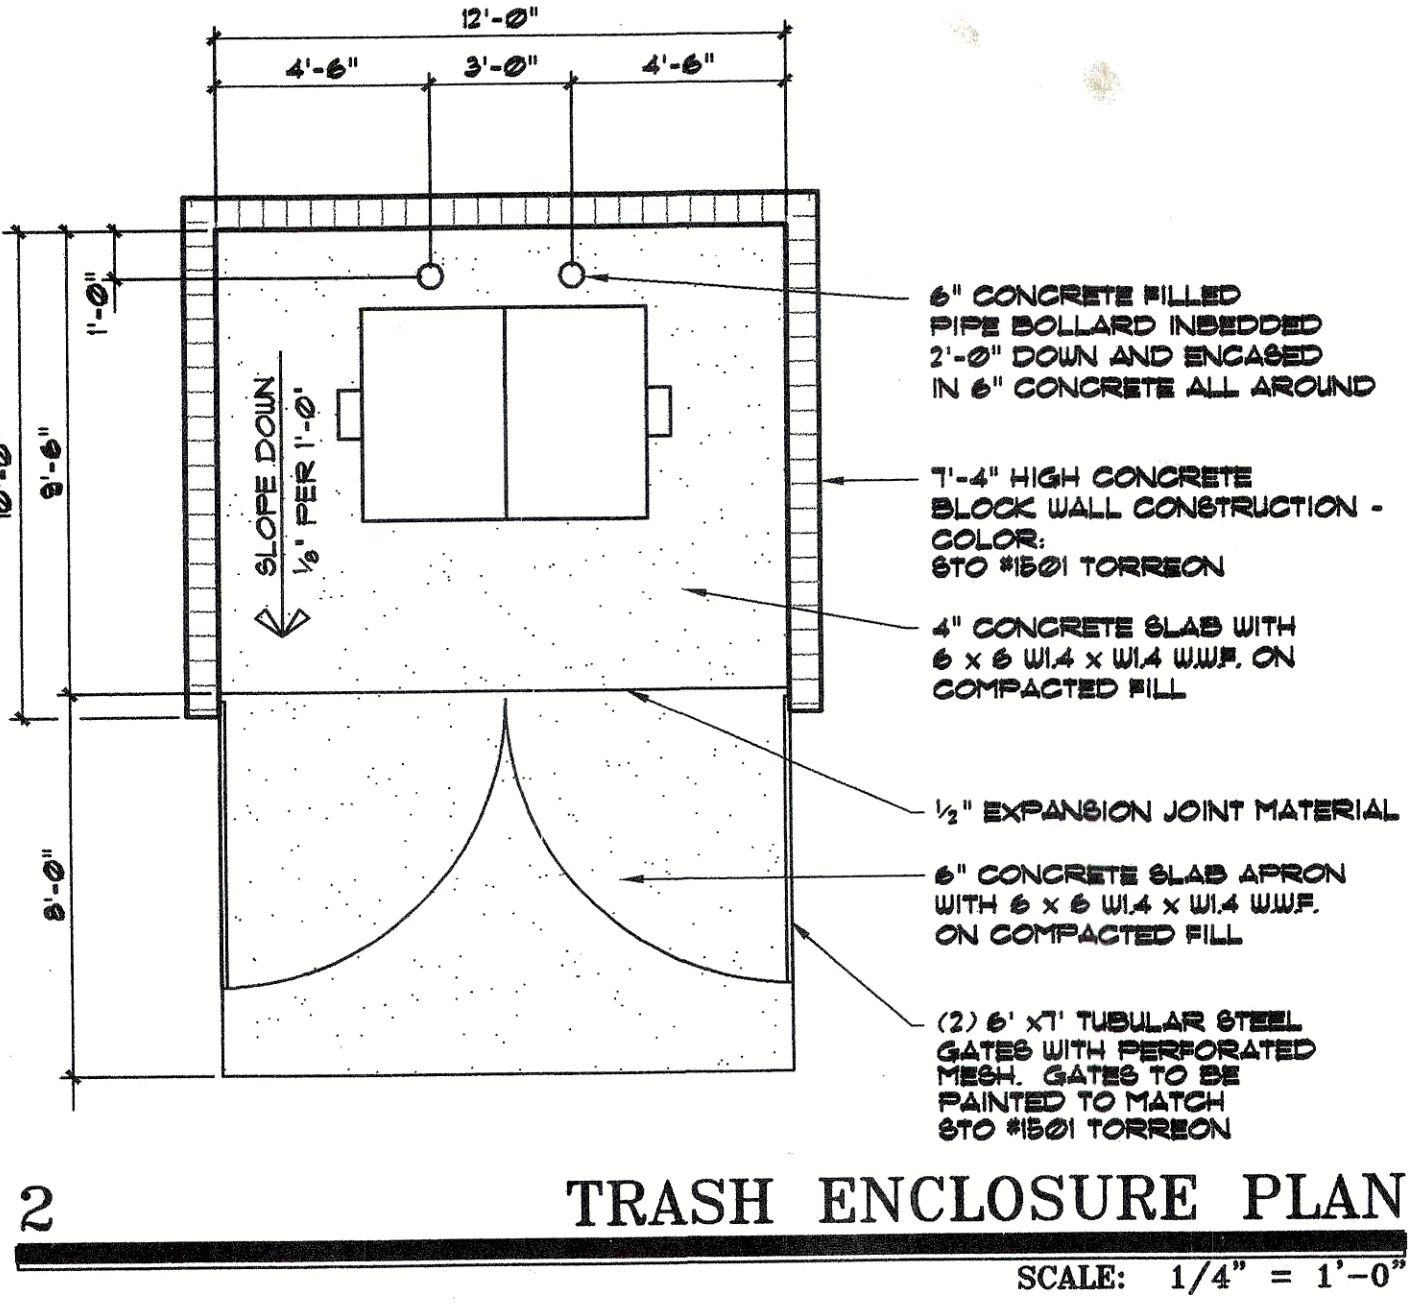 12'-0"
4'-6"
3'-0"
4'-6"
1'-0"
9'-6"
10'-0"
8'-0"
SLOPE DOWN
1/8" PER 1'-0"
6" CONCRETE FILLED
PIPE BOLLARD INBEDDED
2'-0" DOWN AND ENCASED
IN 6" CONCRETE ALL AROUND
7'-4" HIGH CONCRETE
BLOCK WALL CONSTRUCTION -
COLOR:
STO #1501 TORREON
4" CONCRETE SLAB WITH
6 x 6 W1.4 x W1.4 W.W.F. ON
COMPACTED FILL
1/2" EXPANSION JOINT MATERIAL
6" CONCRETE SLAB APRON
WITH 6 x 6 W1.4 x W1.4 W.W.F.
ON COMPACTED FILL
(2) 6' x7' TUBULAR STEEL
GATES WITH PERFORATED
MESH. GATES TO BE
PAINTED TO MATCH
STO #1501 TORREON
2
TRASH ENCLOSURE PLAN
SCALE: 1/4" = 1'-0"